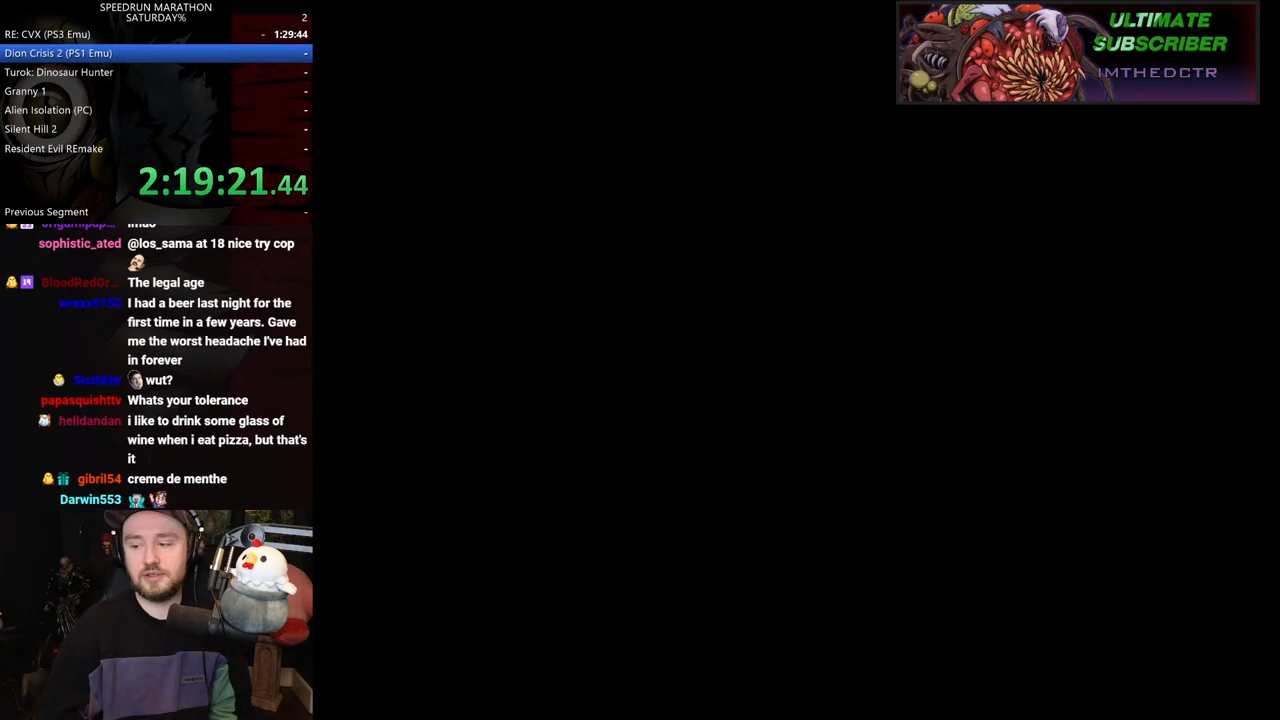 SPEEDRUN MARATHON
SATURDAY%
2
RE: CVX (PS3 Emu) - 1:29:44
Dion Crisis 2 (PS1 Emu) -
Turok: Dinosaur Hunter -
Granny 1 -
Alien Isolation (PC) -
Silent Hill 2 -
Resident Evil REmake -
2:19:21.44
Previous Segment -
sophistic_ated @los_sama at 18 nice try cop
19 BloodRedOr... The legal age
wrexx5150 I had a beer last night for the
first time in a few years. Gave
me the worst headache I've had
in forever
wut?
papasquishttv Whats your tolerance
helldandan i like to drink some glass of
wine when i eat pizza, but that's
it
gibril54 creme de menthe
Darwin553
ULTIMATE
SUBSCRIBER
IMTHEDCTR